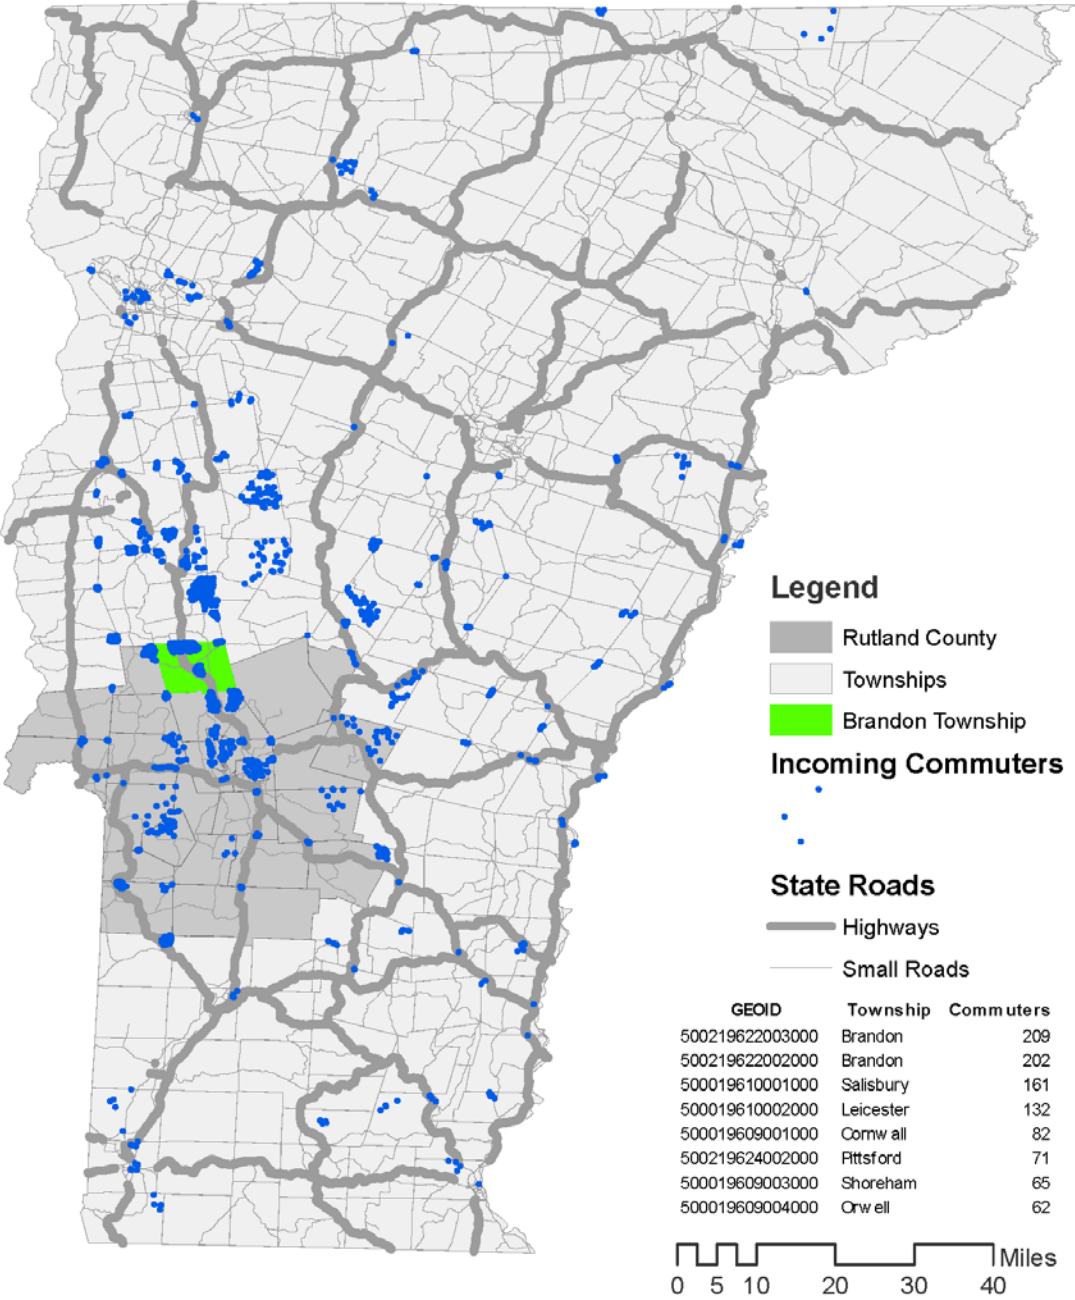 Legend
Rutland County
Townships
Brandon Township
Incoming Commuters
State Roads
Highways
Small Roads
GEOID Township Commuters
500219622003000 Brandon 209
500219622002000 Brandon 202
500019610001000 Salisbury 161
500019610002000 Leicester 132
500019609001000 Cornwall 82
500219624002000 Pittsford 71
500019609003000 Shoreham 65
500019609004000 Orwell 62
Miles
0 5 10 20 30 40